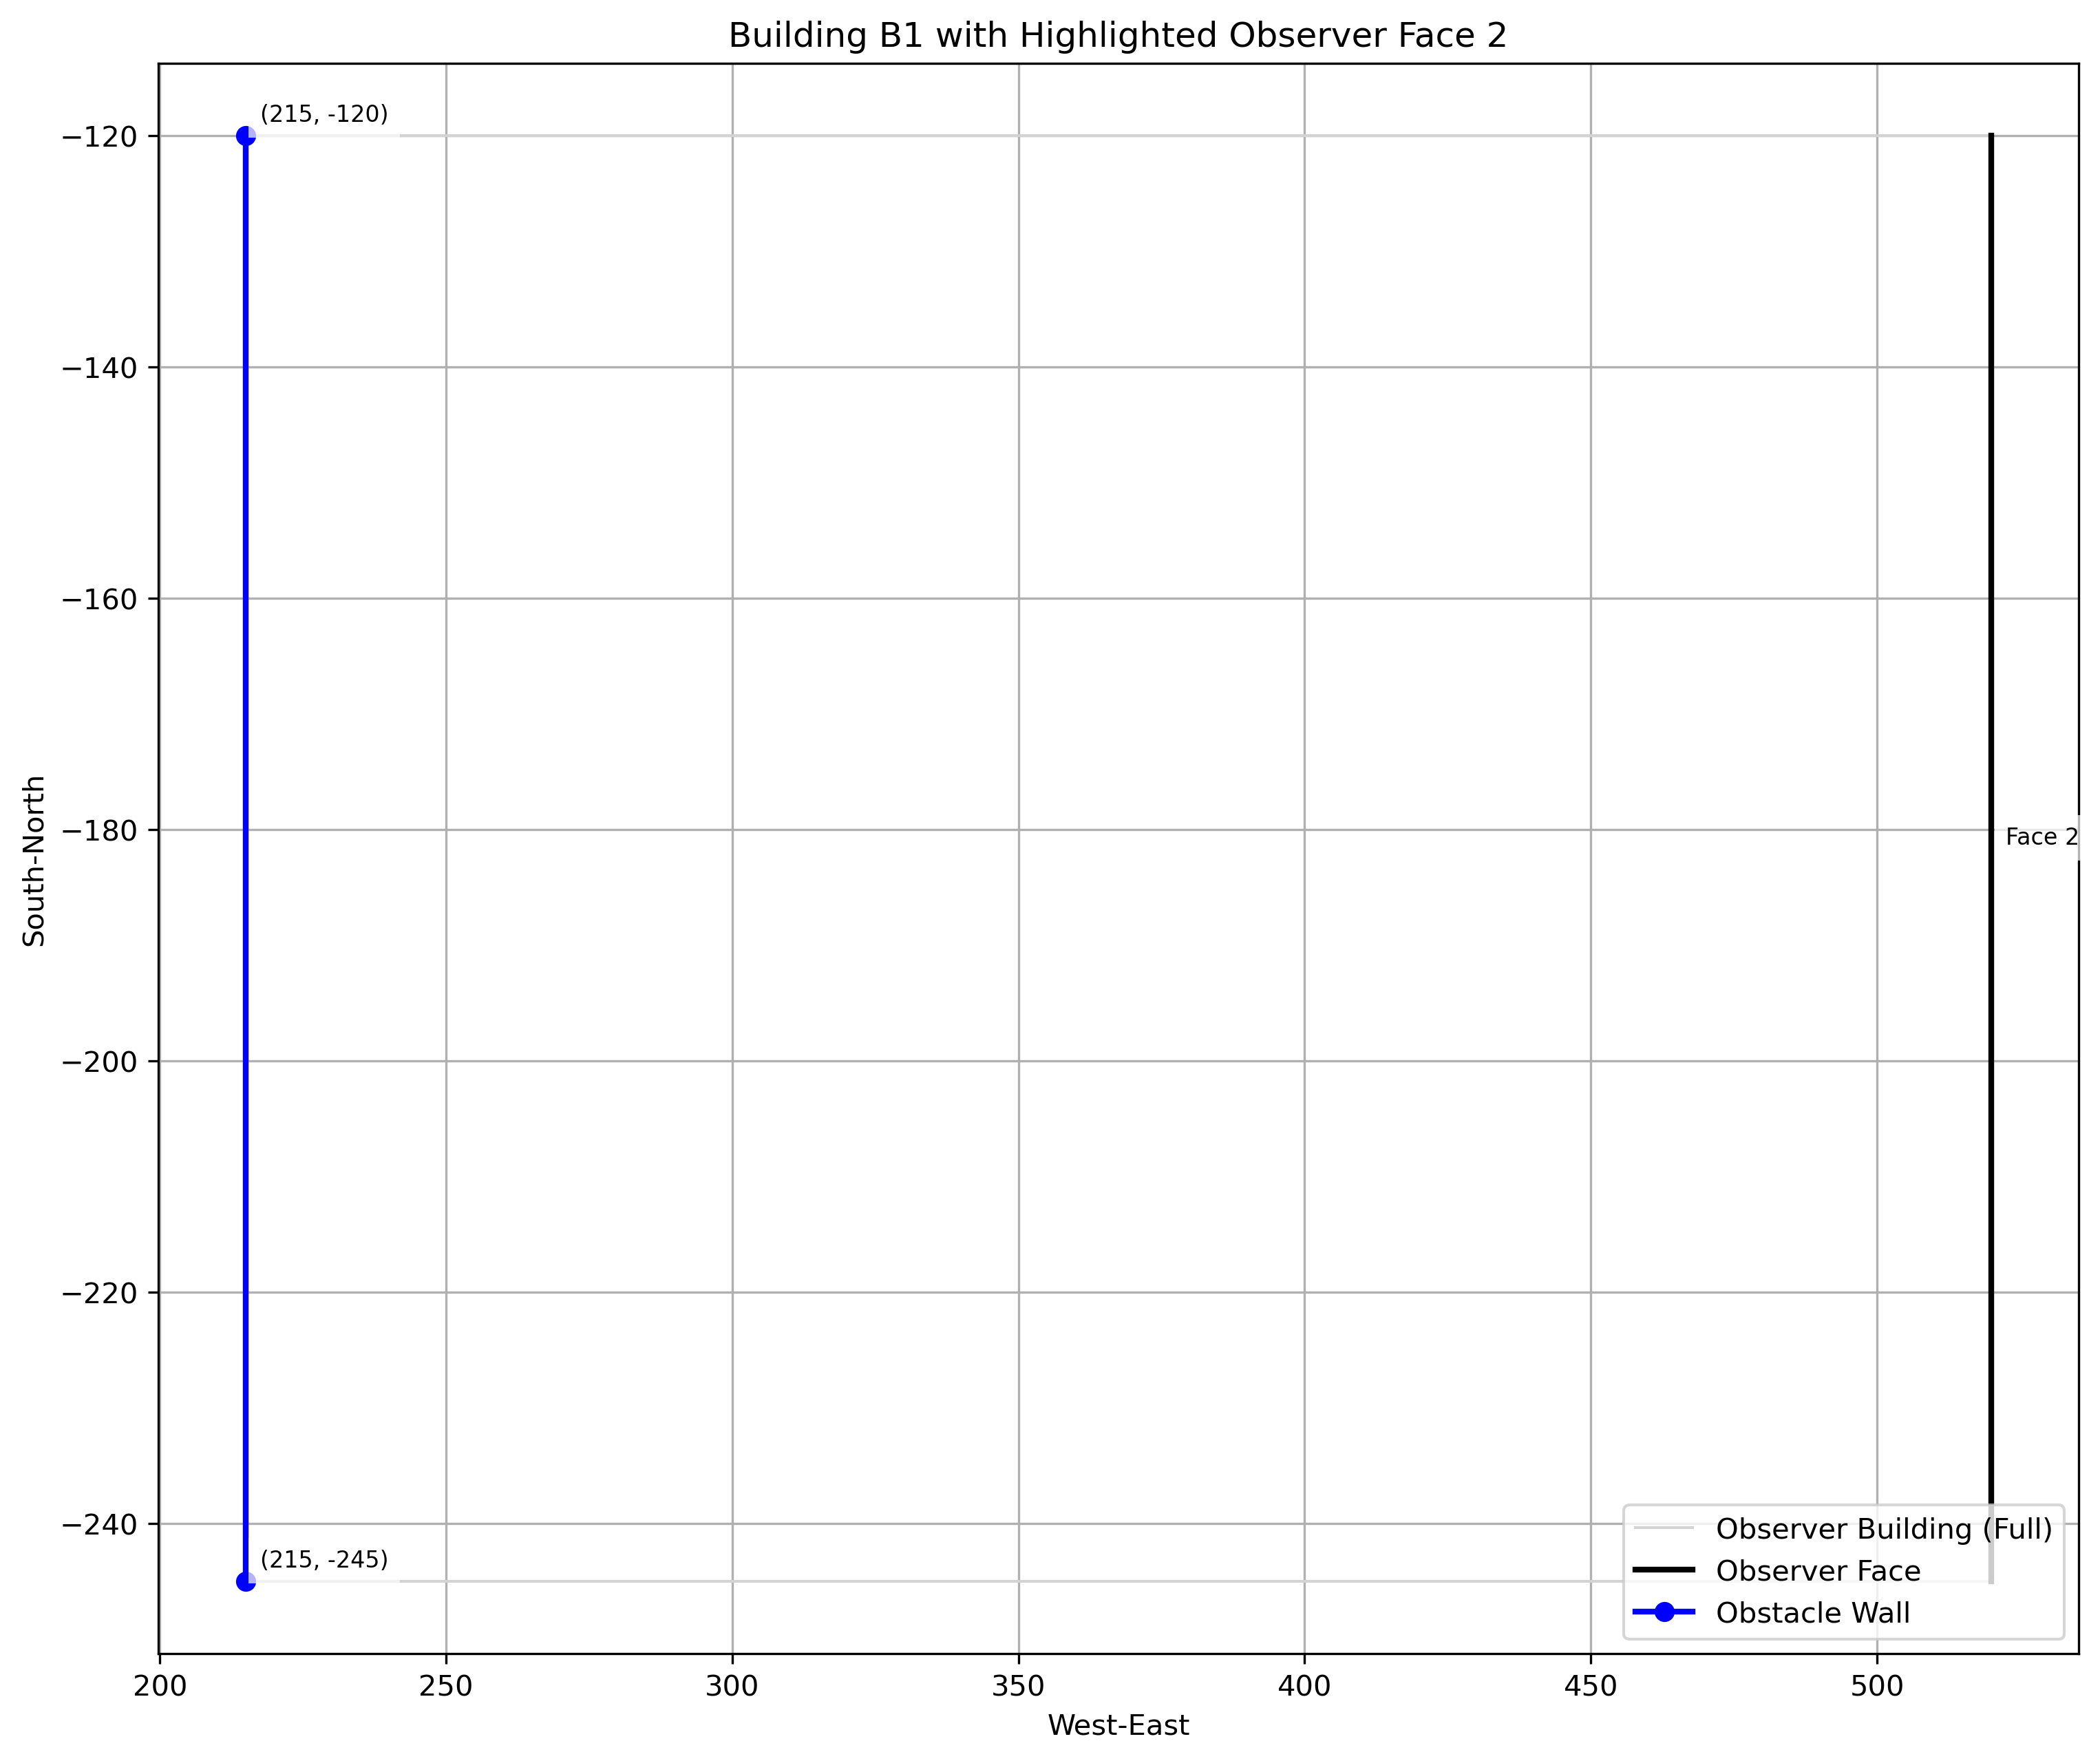 Building B1 with Highlighted Observer Face 2
(215, -120)
−120
−140
−160
−180
Face 2
South-North
−200
−220
−240
(215, -245)
Observer Building (Full)
Observer Face
Obstacle Wall
200 250 300 350 400 450 500
West-East